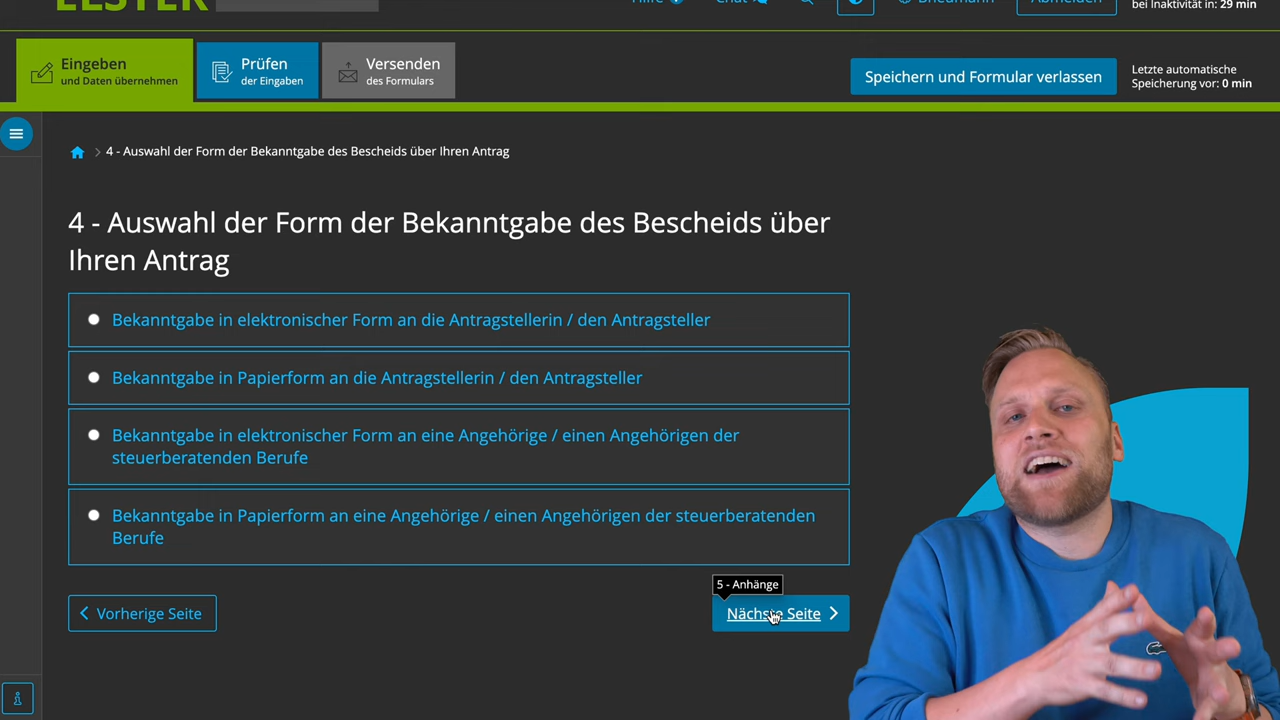 ELSTER
Hilfe
Chat
Abmelden
bei Inaktivität in: 29 min
Eingeben
und Daten übernehmen
Prüfen
der Eingaben
Versenden
des Formulars
Speichern und Formular verlassen
Letzte automatische
Speicherung vor: 0 min
4 - Auswahl der Form der Bekanntgabe des Bescheids über Ihren Antrag
4 - Auswahl der Form der Bekanntgabe des Bescheids über
Ihren Antrag
Bekanntgabe in elektronischer Form an die Antragstellerin / den Antragsteller
Bekanntgabe in Papierform an die Antragstellerin / den Antragsteller
Bekanntgabe in elektronischer Form an eine Angehörige / einen Angehörigen der
steuerberatenden Berufe
Bekanntgabe in Papierform an eine Angehörige / einen Angehörigen der steuerberatenden
Berufe
5 - Anhänge
Vorherige Seite
Nächste Seite